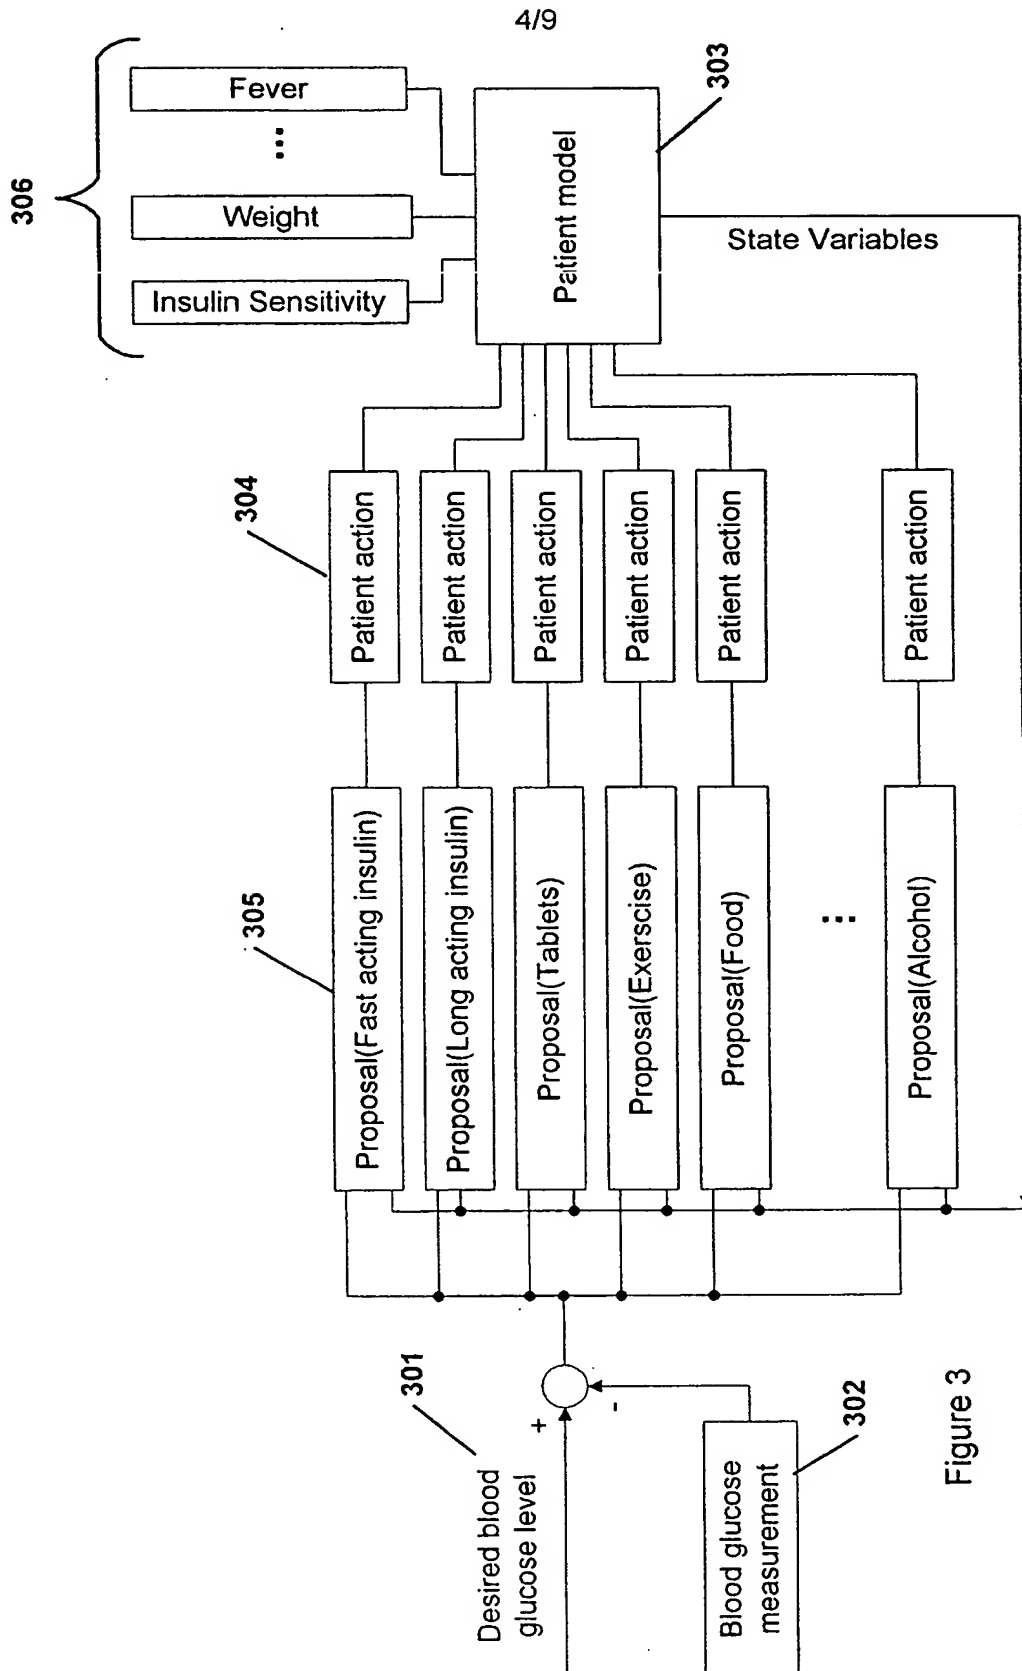 4/9
306
Fever
...
Weight
Insulin Sensitivity
303
Patient model
State Variables
304
Patient action
Patient action
Patient action
Patient action
Patient action
Patient action
305
Proposal(Fast acting insulin)
Proposal(Long acting insulin)
Proposal(Tablets)
Proposal(Exerscise)
Proposal(Food)
...
Proposal(Alcohol)
301
Desired blood
glucose level
+
-
302
Blood glucose
measurement
Figure 3